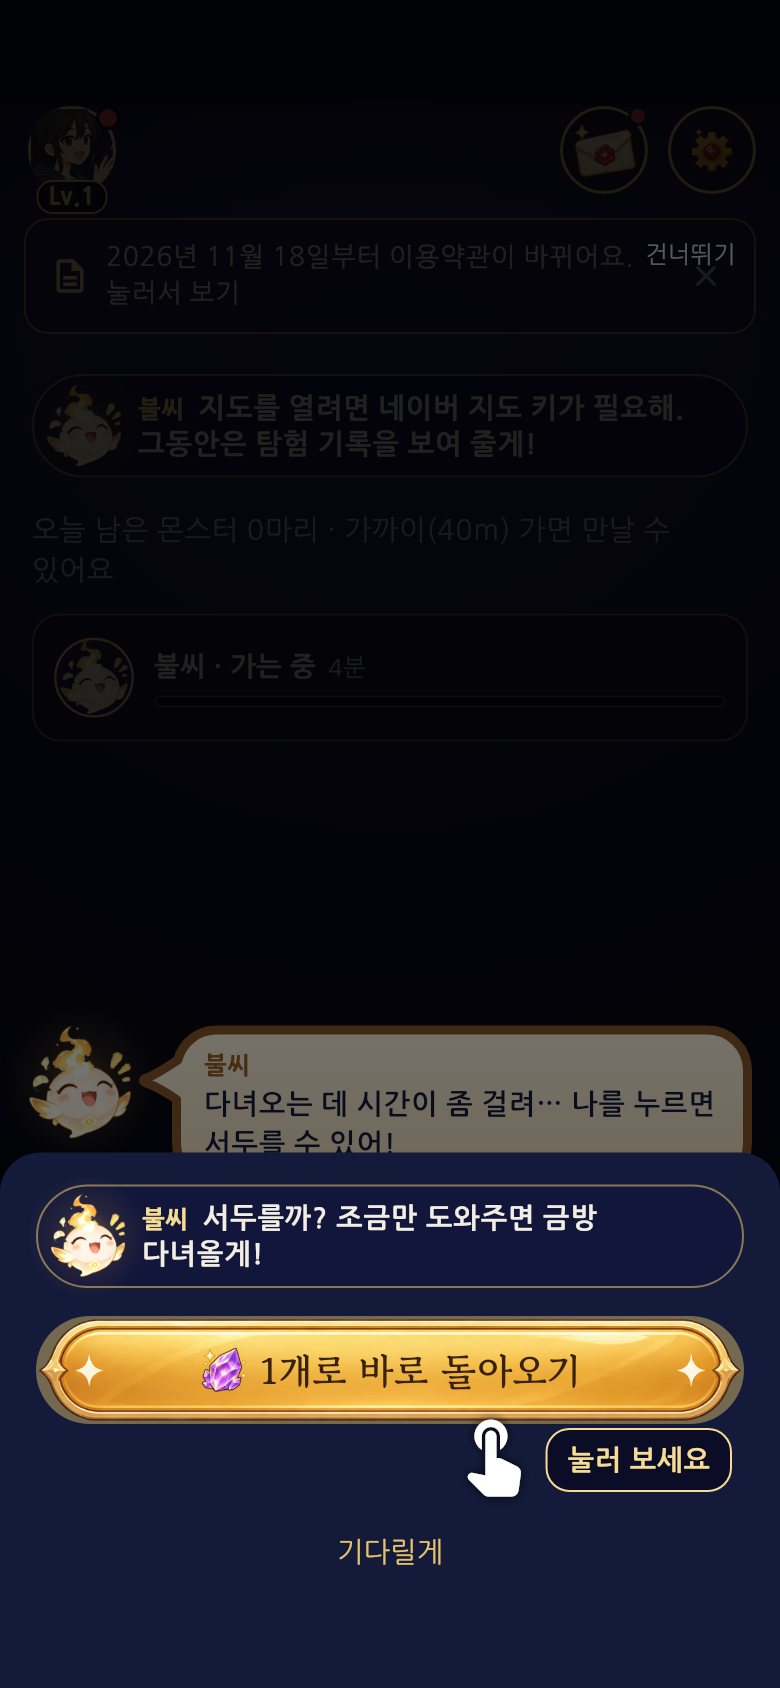 Lv.1
2026년 11월 18일부터 이용약관이 바뀌어요.
눌러서 보기
건너뛰기
불씨 지도를 열려면 네이버 지도 키가 필요해.
그동안은 탐험 기록을 보여 줄게!
오늘 남은 몬스터 0마리 · 가까이(40m) 가면 만날 수
있어요
불씨 · 가는 중 4분
불씨
다녀오는 데 시간이 좀 걸려… 나를 누르면
서두를 수 있어!
불씨 서두를까? 조금만 도와주면 금방
다녀올게!
1개로 바로 돌아오기
눌러 보세요
기다릴게